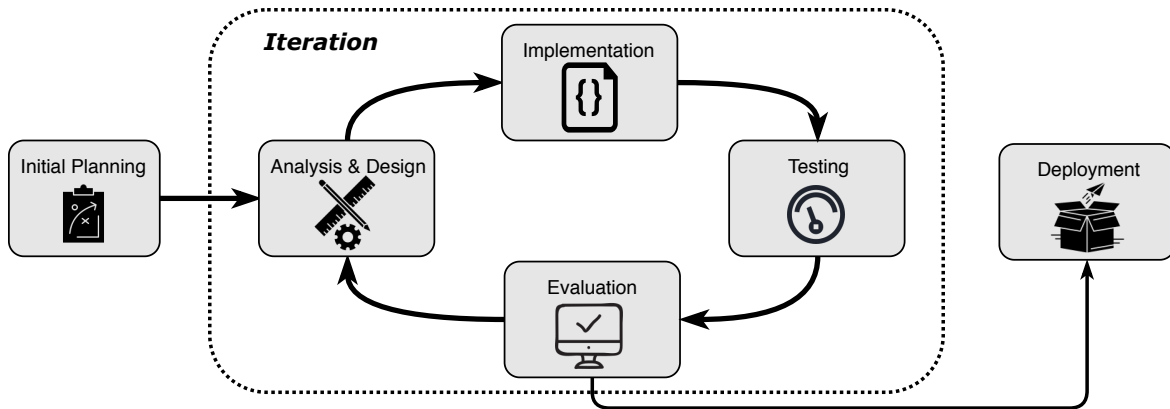 Iteration
Implementation
{}
Initial Planning
Analysis & Design
Testing
Deployment
x
Evaluation